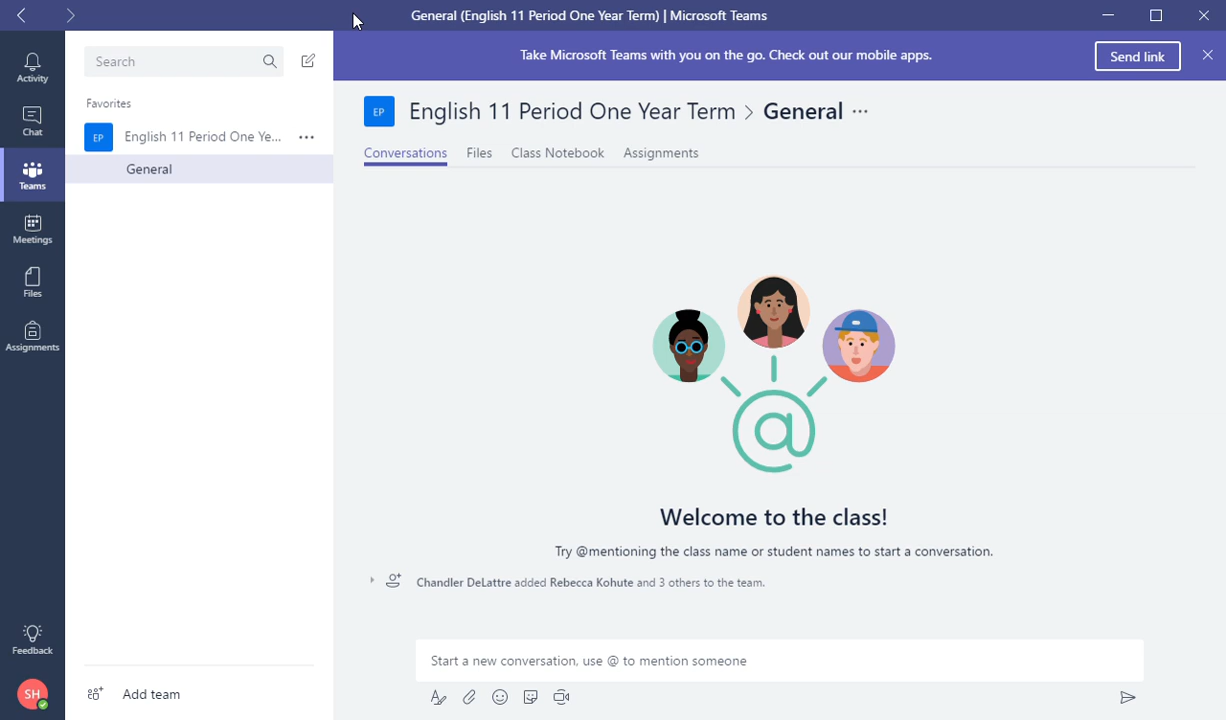 General (English 11 Period One Year Term) | Microsoft Teams
Take Microsoft Teams with you on the go. Check out our mobile apps.
Send link
Activity
Chat
Teams
Meetings
Files
Assignments
Feedback
SH
Search
Favorites
EP
English 11 Period One Ye...
General
Add team
EP
English 11 Period One Year Term > General ...
Conversations Files Class Notebook Assignments
@
Welcome to the class!
Try @mentioning the class name or student names to start a conversation.
Chandler DeLattre added Rebecca Kohute and 3 others to the team.
Start a new conversation, use @ to mention someone